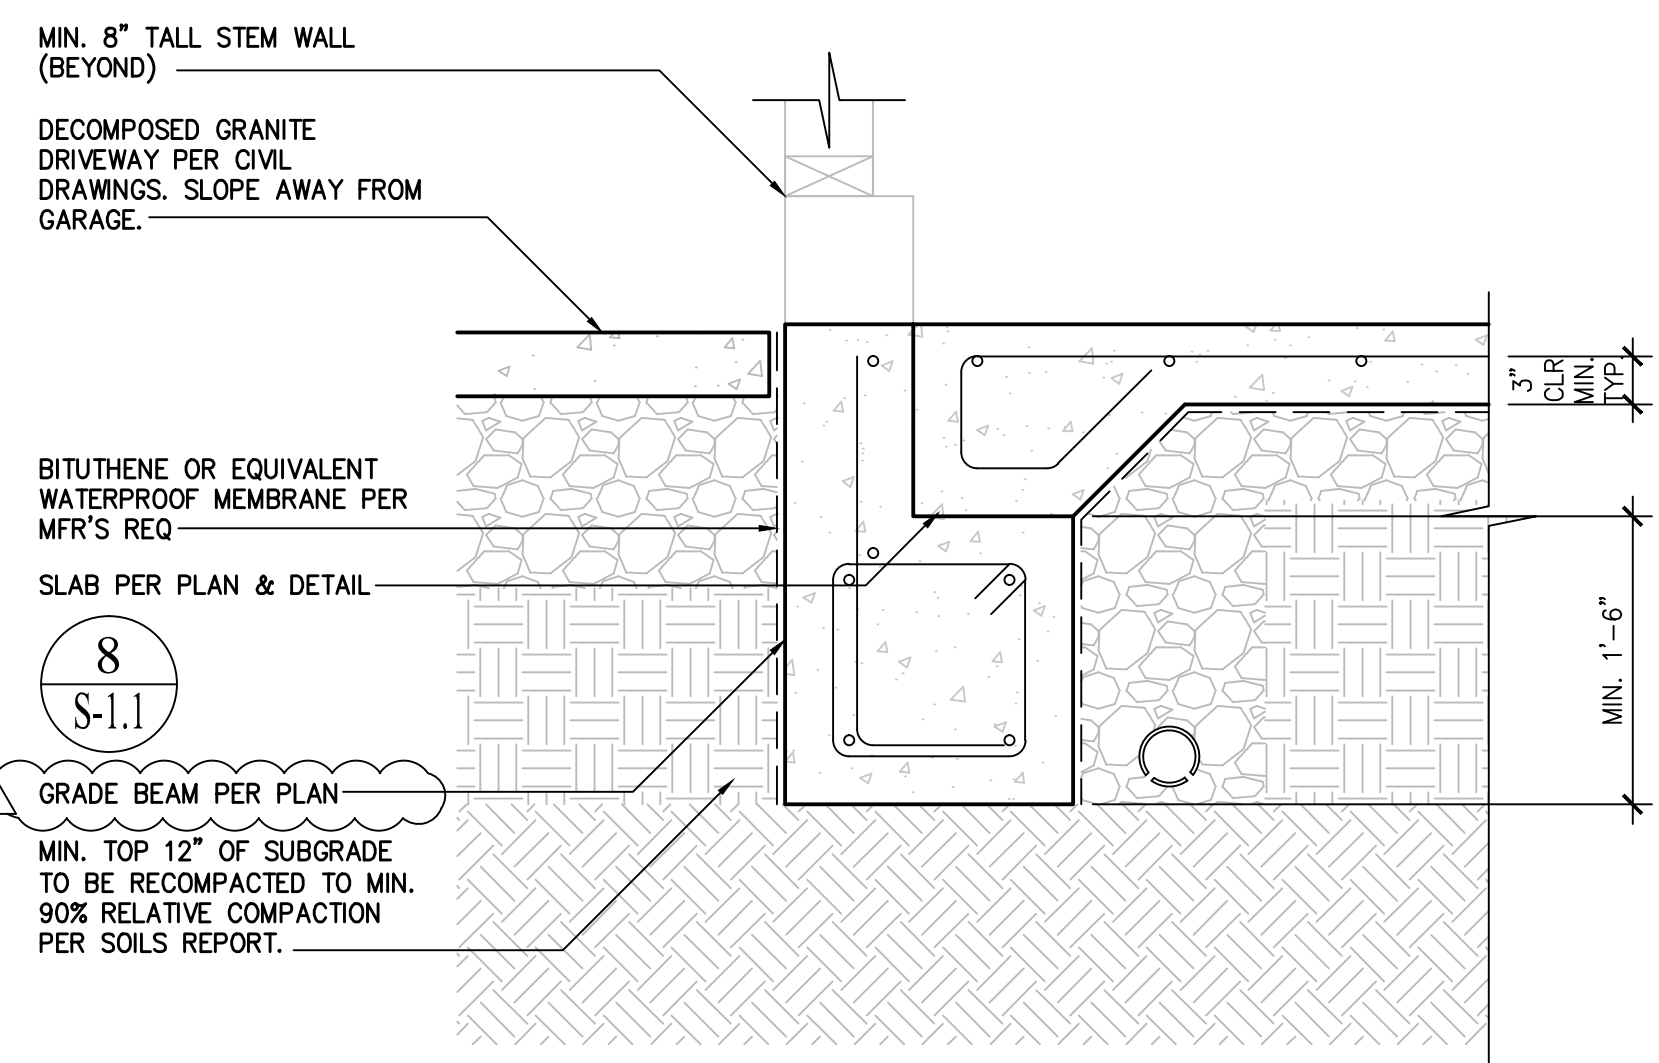 MIN. 8" TALL STEM WALL
(BEYOND)
DECOMPOSED GRANITE
DRIVEWAY PER CIVIL
DRAWINGS. SLOPE AWAY FROM
GARAGE.
BITUTHENE OR EQUIVALENT
WATERPROOF MEMBRANE PER
MFR'S REQ
SLAB PER PLAN & DETAIL
8
S-1.1
GRADE BEAM PER PLAN
MIN. TOP 12" OF SUBGRADE
TO BE RECOMPACTED TO MIN.
90% RELATIVE COMPACTION
PER SOILS REPORT.
3"
CLR
MIN.
TYP.
MIN. 1'-6"